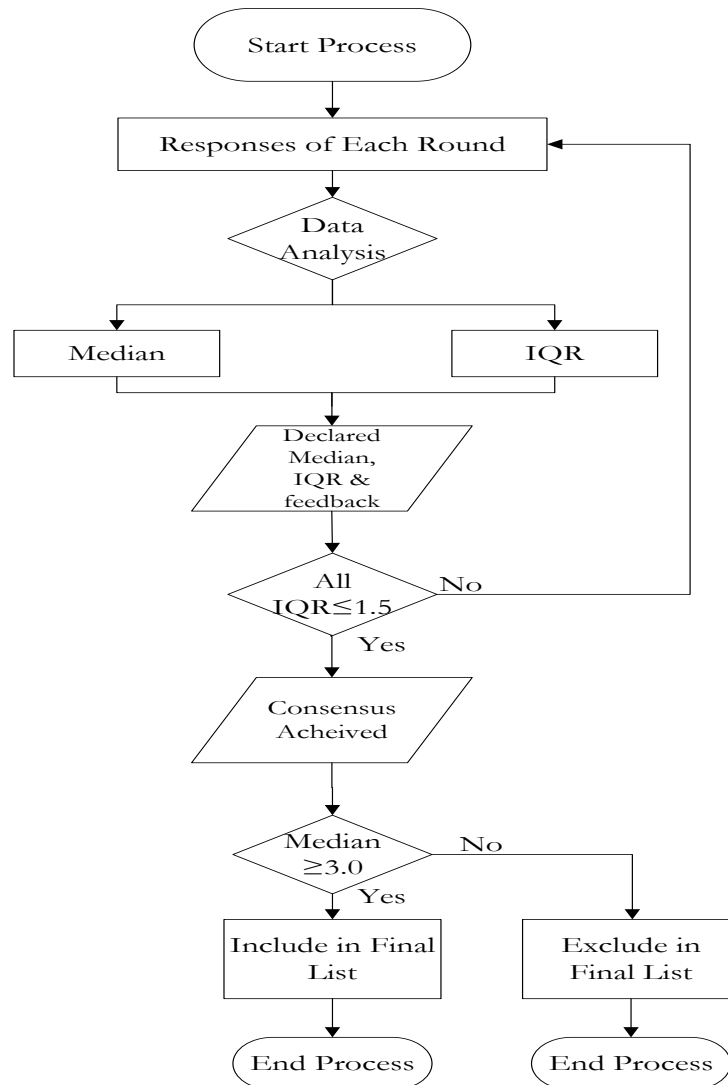 Start Process
Responses of Each Round
Data
Analysis
Median
IQR
Declared
Median,
IQR &
feedback
All
IQR≤1.5
No
Yes
Consensus
Acheived
Median
≥3.0
No
Yes
Include in Final
List
Exclude in
Final List
End Process
End Process